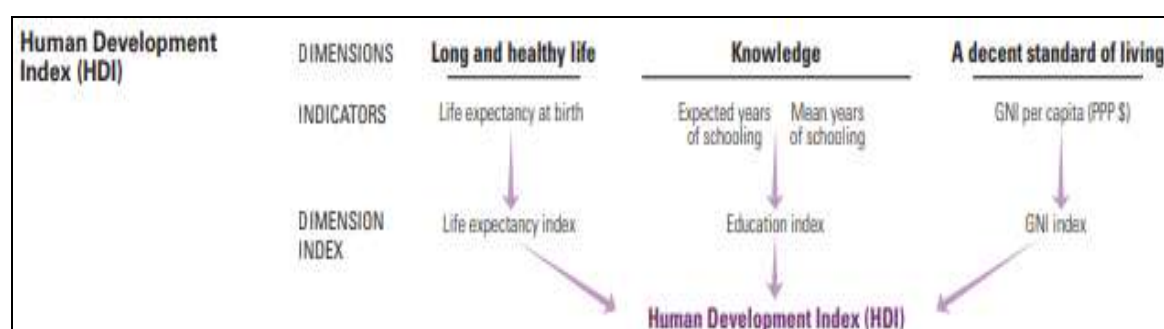 Human Development
Index (HDI)
DIMENSIONS Long and healthy life Knowledge A decent standard of living
INDICATORS Life expectancy at birth Expected years of schooling Mean years of schooling GNI per capita (PPP $)
DIMENSION
INDEX
Life expectancy index Education index GNI index
Human Development Index (HDI)